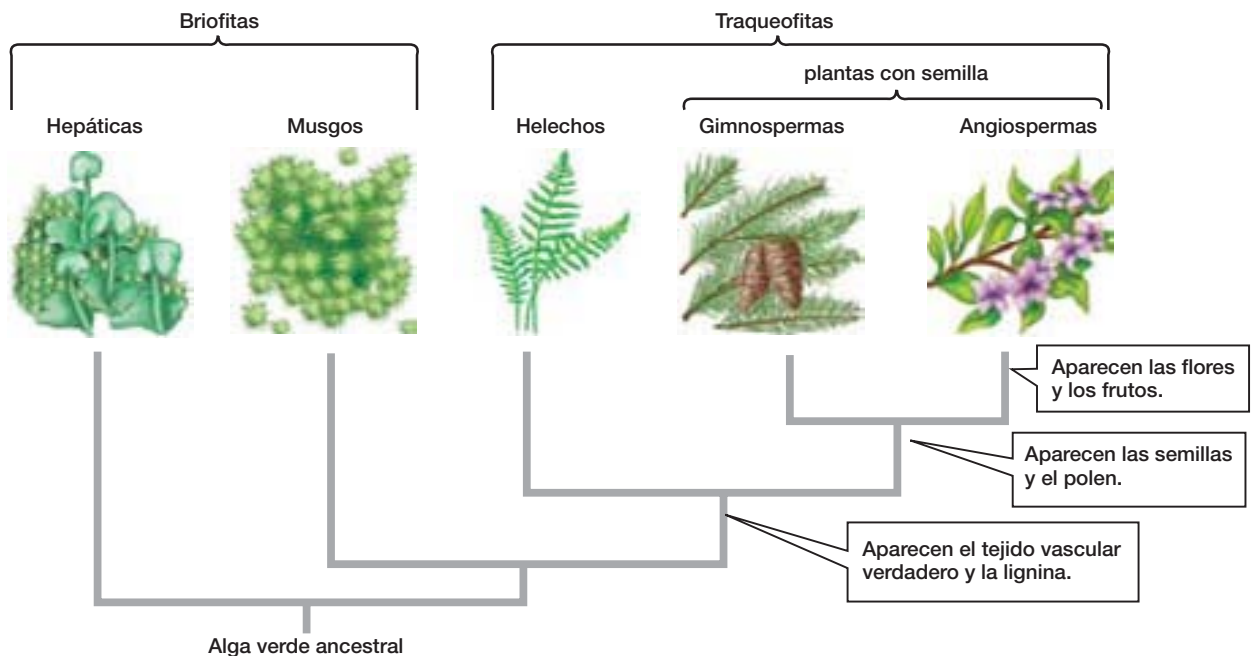 Briofitas
Traqueofitas
plantas con semilla
Hepáticas
Musgos
Helechos
Gimnospermas
Angiospermas
Aparecen las flores
y los frutos.
Aparecen las semillas
y el polen.
Aparecen el tejido vascular
verdadero y la lignina.
Alga verde ancestral